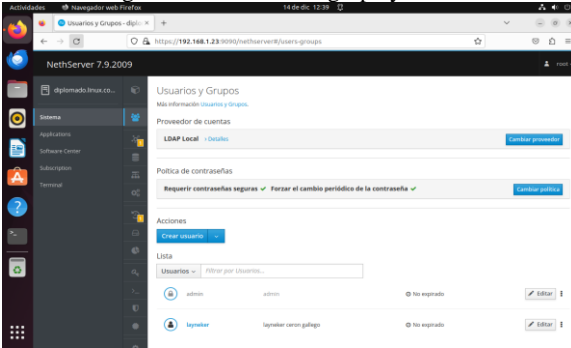 Actividades
Navegador web Firefox
14 de dic 12:39
Usuarios y Grupos - diplo
https://192.168.1.23:9090/nethserver#/users-groups
NethServer 7.9.2009
root
diplomado.linux.co...
Sistema
Applications
Software Center
Subscription
Terminal
Usuarios y Grupos
Más información Usuarios y Grupos.
Proveedor de cuentas
LDAP Local
Detalles
Cambiar proveedor
Política de contraseñas
Requerir contraseñas seguras
Forzar el cambio periódico de la contraseña
Cambiar política
Acciones
Crear usuario
Lista
Usuarios
Filtrar por Usuarios...
admin
admin
No expirado
Editar
layneker
layneker ceron gallego
No expirado
Editar